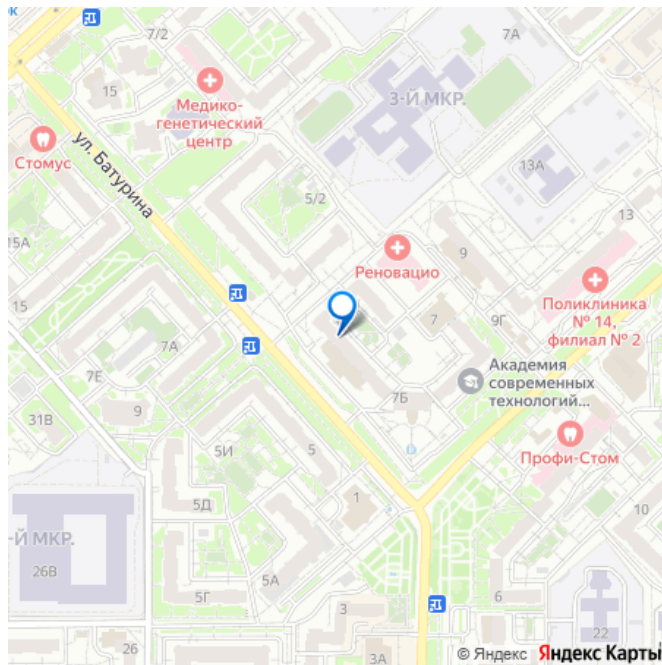 ОК
7/2
7А
15
Медико-
генетический
центр
3-Й МКР.
Стомус
ул. Батурина
13А
5/2
13
15А
Реновацио
9
15
Поликлиника
№ 14,
филиал № 2
7
9Г
7А
7Е
Академия
современных
технологий...
7Б
9
31В
5И
5
Профи-Стом
1
5Д
10
-Й МКР.
26В
5А
5Г
3
6
22
26
3А
© Яндекс Яндекс Карты